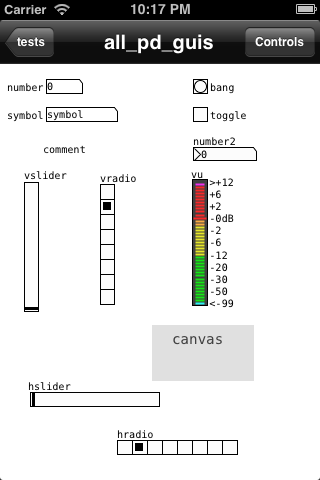 Carrier 10:17 PM
tests all_pd_guis Controls
number 0 bang
symbol symbol toggle
number2
comment 0
vslider vradio vu
>+12
+6
+2
-0dB
-2
-6
-12
-20
-30
-50
<-99
canvas
hslider
hradio